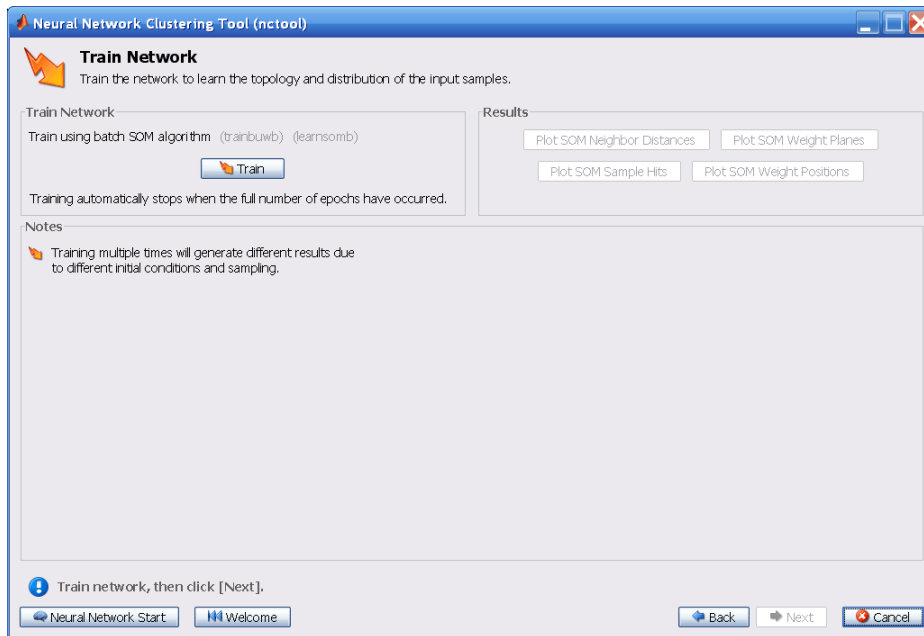 Neural Network Clustering Tool (nctool)
Train Network
Train the network to learn the topology and distribution of the input samples.
Train Network
Train using batch SOM algorithm (trainbuwb) (learnsomb)
Train
Training automatically stops when the full number of epochs have occurred.
Results
Plot SOM Neighbor Distances
Plot SOM Weight Planes
Plot SOM Sample Hits
Plot SOM Weight Positions
Notes
Training multiple times will generate different results due
to different initial conditions and sampling.
Train network, then click [Next].
Neural Network Start
Welcome
Back
Next
Cancel